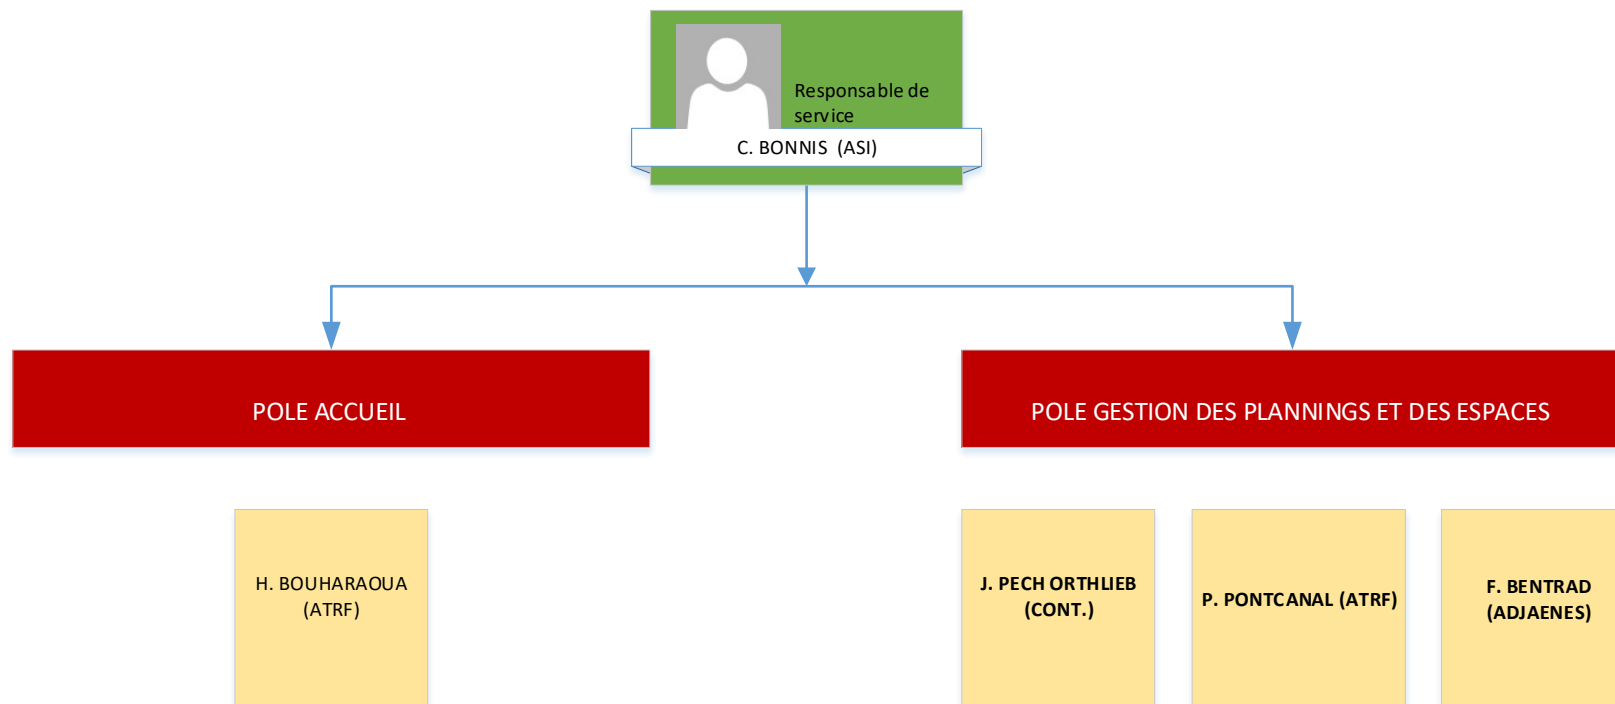 Responsable de
service
C. BONNIS (ASI)
POLE ACCUEIL
POLE GESTION DES PLANNINGS ET DES ESPACES
H. BOUHARAOUA
(ATRF)
J. PECH ORTHLIEB
(CONT.)
P. PONTCANAL (ATRF)
F. BENTRAD
(ADJAENES)